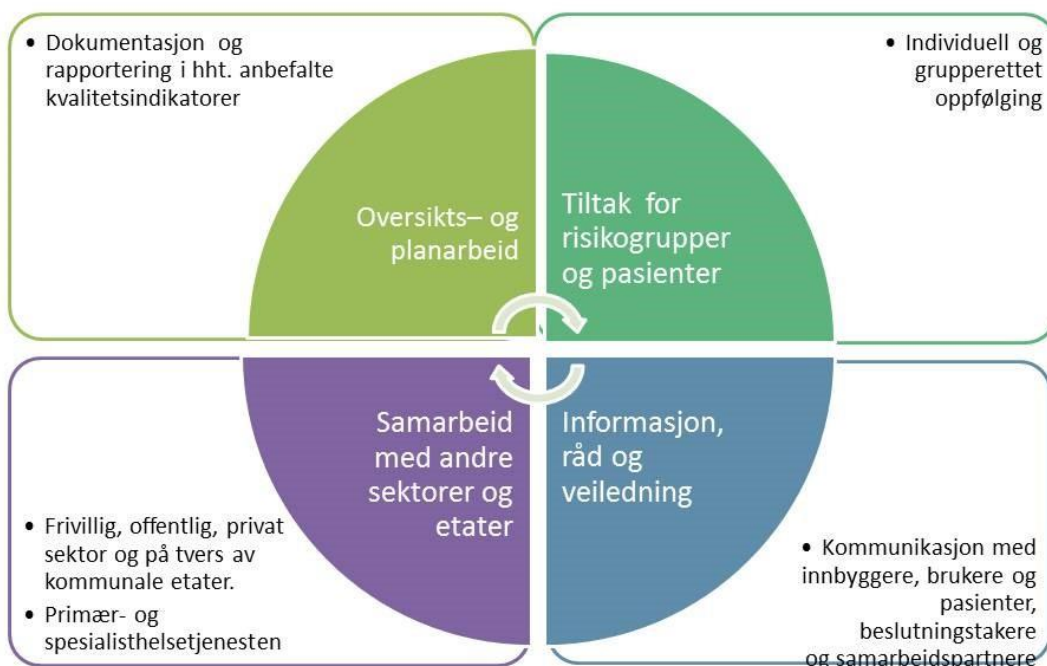 • Dokumentasjon og
rapportering i hht. anbefalte
kvalitetsindikatorer
• Individuell og
grupperettet
oppfølging
Oversikts– og
planarbeid
Tiltak for
risikogrupper
og pasienter
Samarbeid
med andre
sektorer og
etater
Informasjon,
råd og
veiledning
• Frivillig, offentlig, privat
sektor og på tvers av
kommunale etater.
• Primær- og
spesialisthelsetjenesten
• Kommunikasjon med
innbyggere, brukere og
pasienter,
beslutningstakere
og samarbeidspartnere